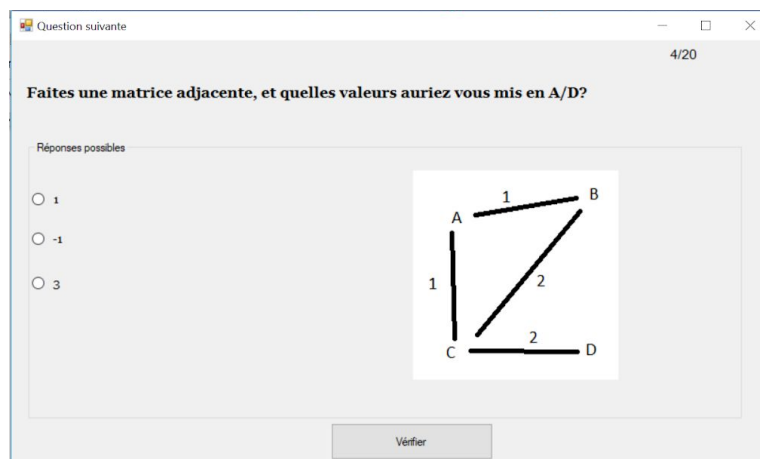 Question suivante
4/20
Faites une matrice adjacente, et quelles valeurs auriez vous mis en A/D?
Réponses possibles
1
-1
3
1
B
A
1
2
2
C
D
Vérifier